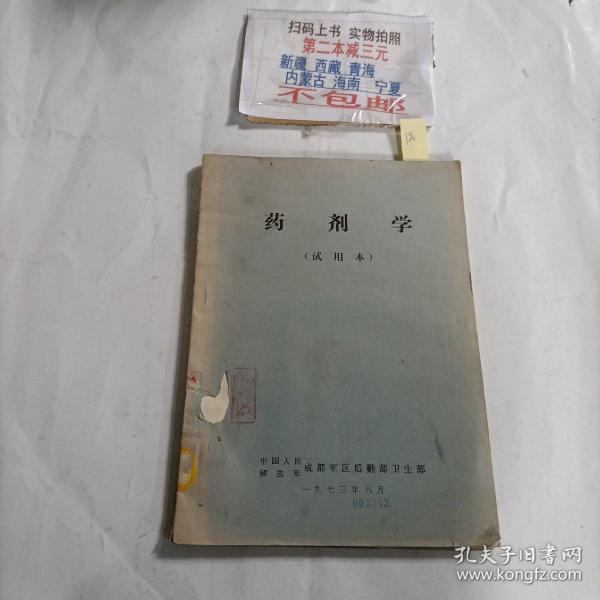 扫码上书 实物拍照
第二本减三元
新疆 西藏 青海
内蒙古 海南 宁夏
不包邮
药剂学
（试用本）
中国人民
解放军
成都军区后勤部卫生部
一九七三年八月
孔夫子旧书网
www.kongfz.com